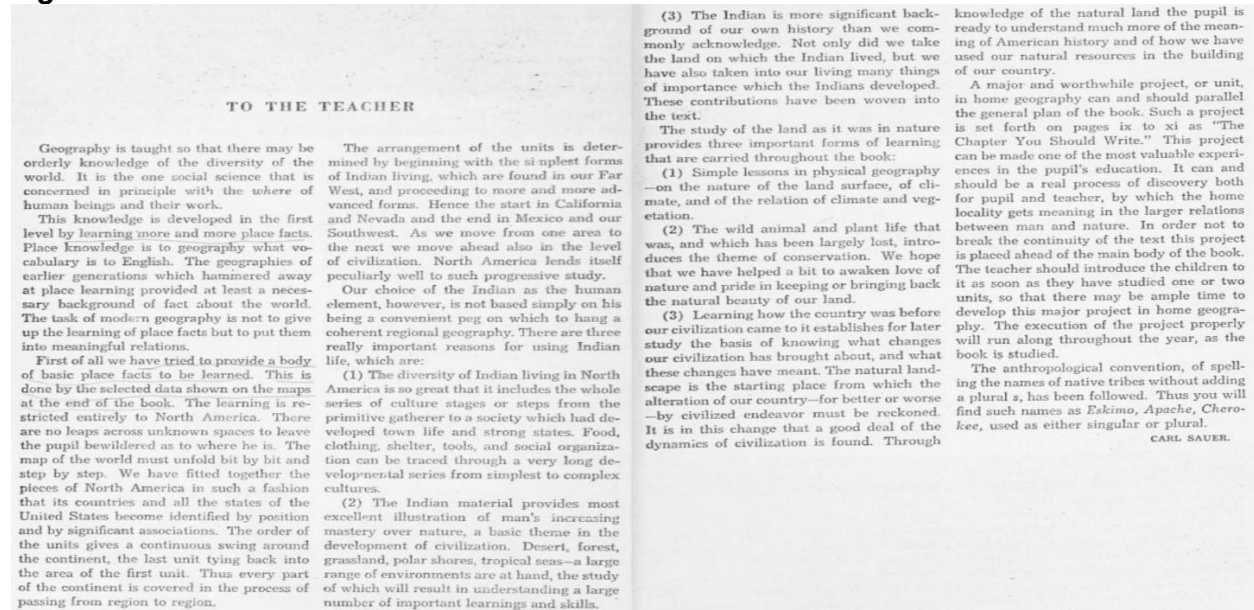 TO THE TEACHER
Geography is taught so that there may be
orderly knowledge of the diversity of the
world. It is the one social science that is
concerned in principle with the where of
human beings and their work.
This knowledge is developed in the first
level by learning more and more place facts.
Place knowledge is to geography what vo-
cabulary is to English. The geographies of
earlier generations which hammered away
at place learning provided at least a neces-
sary background of fact about the world.
The task of modern geography is not to give
up the learning of place facts but to put them
into meaningful relations.
First of all we have tried to provide a body
of basic place facts to be learned. This is
done by the selected data shown on the maps
at the end of the book. The learning is re-
stricted entirely to North America. There
are no leaps across unknown spaces to leave
the pupil bewildered as to where he is. The
map of the world must unfold bit by bit and
step by step. We have fitted together the
pieces of North America in such a fashion
that its countries and all the states of the
United States become identified by position
and by significant associations. The order of
the units gives a continuous swing around
the continent, the last unit tying back into
the area of the first unit. Thus every part
of the continent is covered in the process of
passing from region to region.
The arrangement of the units is deter-
mined by beginning with the simplest forms
of Indian living, which are found in our Far
West, and proceeding to more and more ad-
vanced forms. Hence the start in California
and Nevada and the end in Mexico and our
Southwest. As we move from one area to
the next we move ahead also in the level
of civilization. North America lends itself
peculiarly well to such progressive study.
Our choice of the Indian as the human
element, however, is not based simply on his
being a convenient peg on which to hang a
coherent regional geography. There are three
really important reasons for using Indian
life, which are:
(1) The diversity of Indian living in North
America is so great that it includes the whole
series of culture stages or steps from the
primitive gatherer to a society which had de-
veloped town life and strong states. Food,
clothing, shelter, tools, and social organiza-
tion can be traced through a very long de-
velopmental series from simplest to complex
cultures.
(2) The Indian material provides most
excellent illustration of man's increasing
mastery over nature, a basic theme in the
development of civilization. Desert, forest,
grassland, polar shores, tropical seas—a large
range of environments are at hand, the study
of which will result in understanding a large
number of important learnings and skills.
(3) The Indian is more significant back-
ground of our own history than we com-
monly acknowledge. Not only did we take
the land on which the Indian lived, but we
have also taken into our living many things
of importance which the Indians developed.
These contributions have been woven into
the text.
The study of the land as it was in nature
provides three important forms of learning
that are carried throughout the book:
(1) Simple lessons in physical geography
—on the nature of the land surface, of cli-
mate, and of the relation of climate and veg-
etation.
(2) The wild animal and plant life that
was, and which has been largely lost, intro-
duces the theme of conservation. We hope
that we have helped a bit to awaken love of
nature and pride in keeping or bringing back
the natural beauty of our land.
(3) Learning how the country was before
our civilization came to it establishes for later
study the basis of knowing what changes
our civilization has brought about, and what
these changes have meant. The natural land-
scape is the starting place from which the
alteration of our country—for better or worse
—by civilized endeavor must be reckoned.
It is in this change that a good deal of the
dynamics of civilization is found. Through
knowledge of the natural land the pupil is
ready to understand much more of the mean-
ing of American history and of how we have
used our natural resources in the building
of our country.
A major and worthwhile project, or unit,
in home geography can and should parallel
the general plan of the book. Such a project
is set forth on pages ix to xi as "The
Chapter You Should Write." This project
can be made one of the most valuable experi-
ences in the pupil's education. It can and
should be a real process of discovery both
for pupil and teacher, by which the home
locality gets meaning in the larger relations
between man and nature. In order not to
break the continuity of the text this project
is placed ahead of the main body of the book.
The teacher should introduce the children to
it as soon as they have studied one or two
units, so that there may be ample time to
develop this major project in home geogra-
phy. The execution of the project properly
will run along throughout the year, as the
book is studied.
The anthropological convention, of spell-
ing the names of native tribes without adding
a plural s, has been followed. Thus you will
find such names as Eskimo, Apache, Chero-
kee, used as either singular or plural.
CARL SAUER.